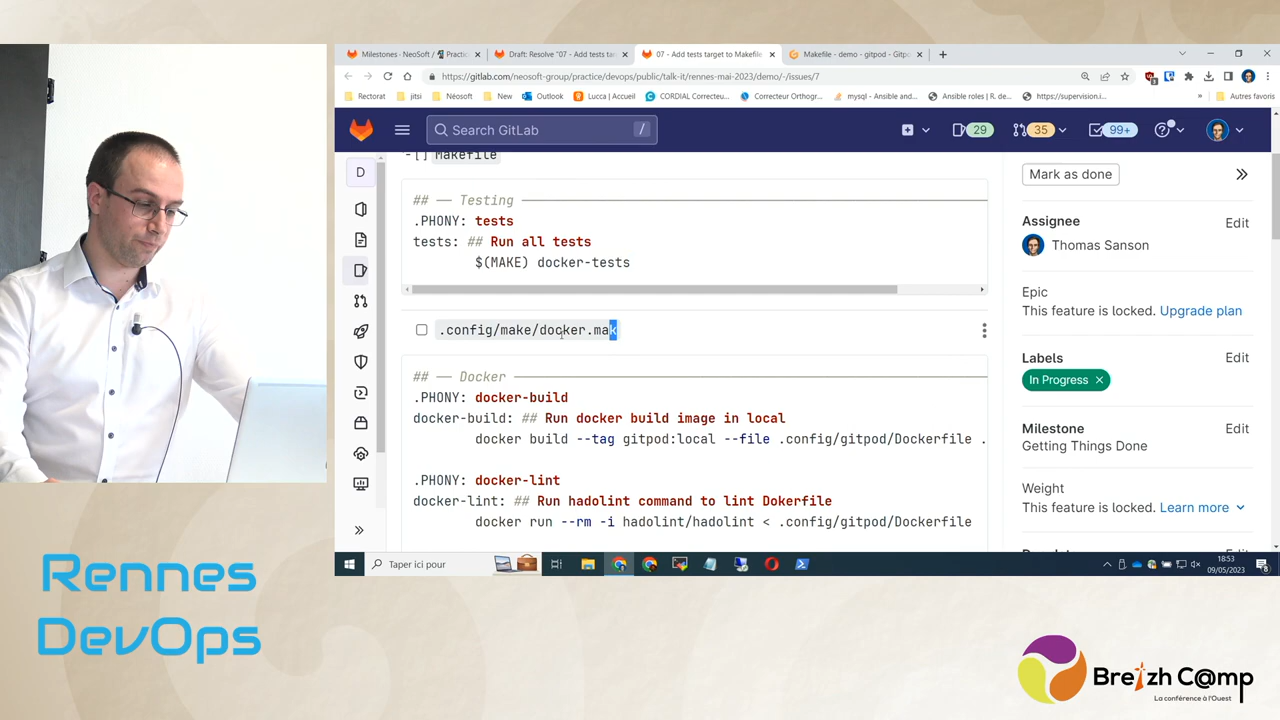 Milestones - NeoSoft / Practic
Draft: Resolve "07 - Add tests tar
07 - Add tests target to Makefile
Makefile - demo - gitpod - Gitpo
https://gitlab.com/neosoft-group/practice/devops/public/talk-it/rennes-mai-2023/demo/-/issues/7
Rectorat
jitsi
Néosoft
New
Outlook
Lucca | Accueil
CORDIAL Correcteu...
Correcteur Orthogr...
mysql - Ansible and...
Ansible roles | R. de...
https://supervision.i...
»
Autres favoris
Search GitLab
/
29
35
99+
D
- [ ] Makefile
## —— Testing
.PHONY: tests
tests: ## Run all tests
$(MAKE) docker-tests
.config/make/docker.mak
## —— Docker
.PHONY: docker-build
docker-build: ## Run docker build image in local
docker build --tag gitpod:local --file .config/gitpod/Dockerfile .
.PHONY: docker-lint
docker-lint: ## Run hadolint command to lint Dokerfile
docker run --rm -i hadolint/hadolint < .config/gitpod/Dockerfile
Mark as done
Assignee
Edit
Thomas Sanson
Epic
This feature is locked. Upgrade plan
Labels
Edit
In Progress
Milestone
Edit
Getting Things Done
Weight
This feature is locked. Learn more
Taper ici pour
18:53
09/05/2023
8
Rennes
DevOps
Breizh C@mp
La conférence à l'Ouest